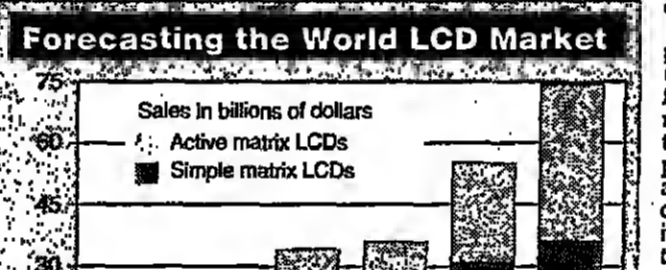 Forecasting the World LCD Market
75
Sales in billions of dollars
60
Active matrix LCDs
Simple matrix LCDs
45
30